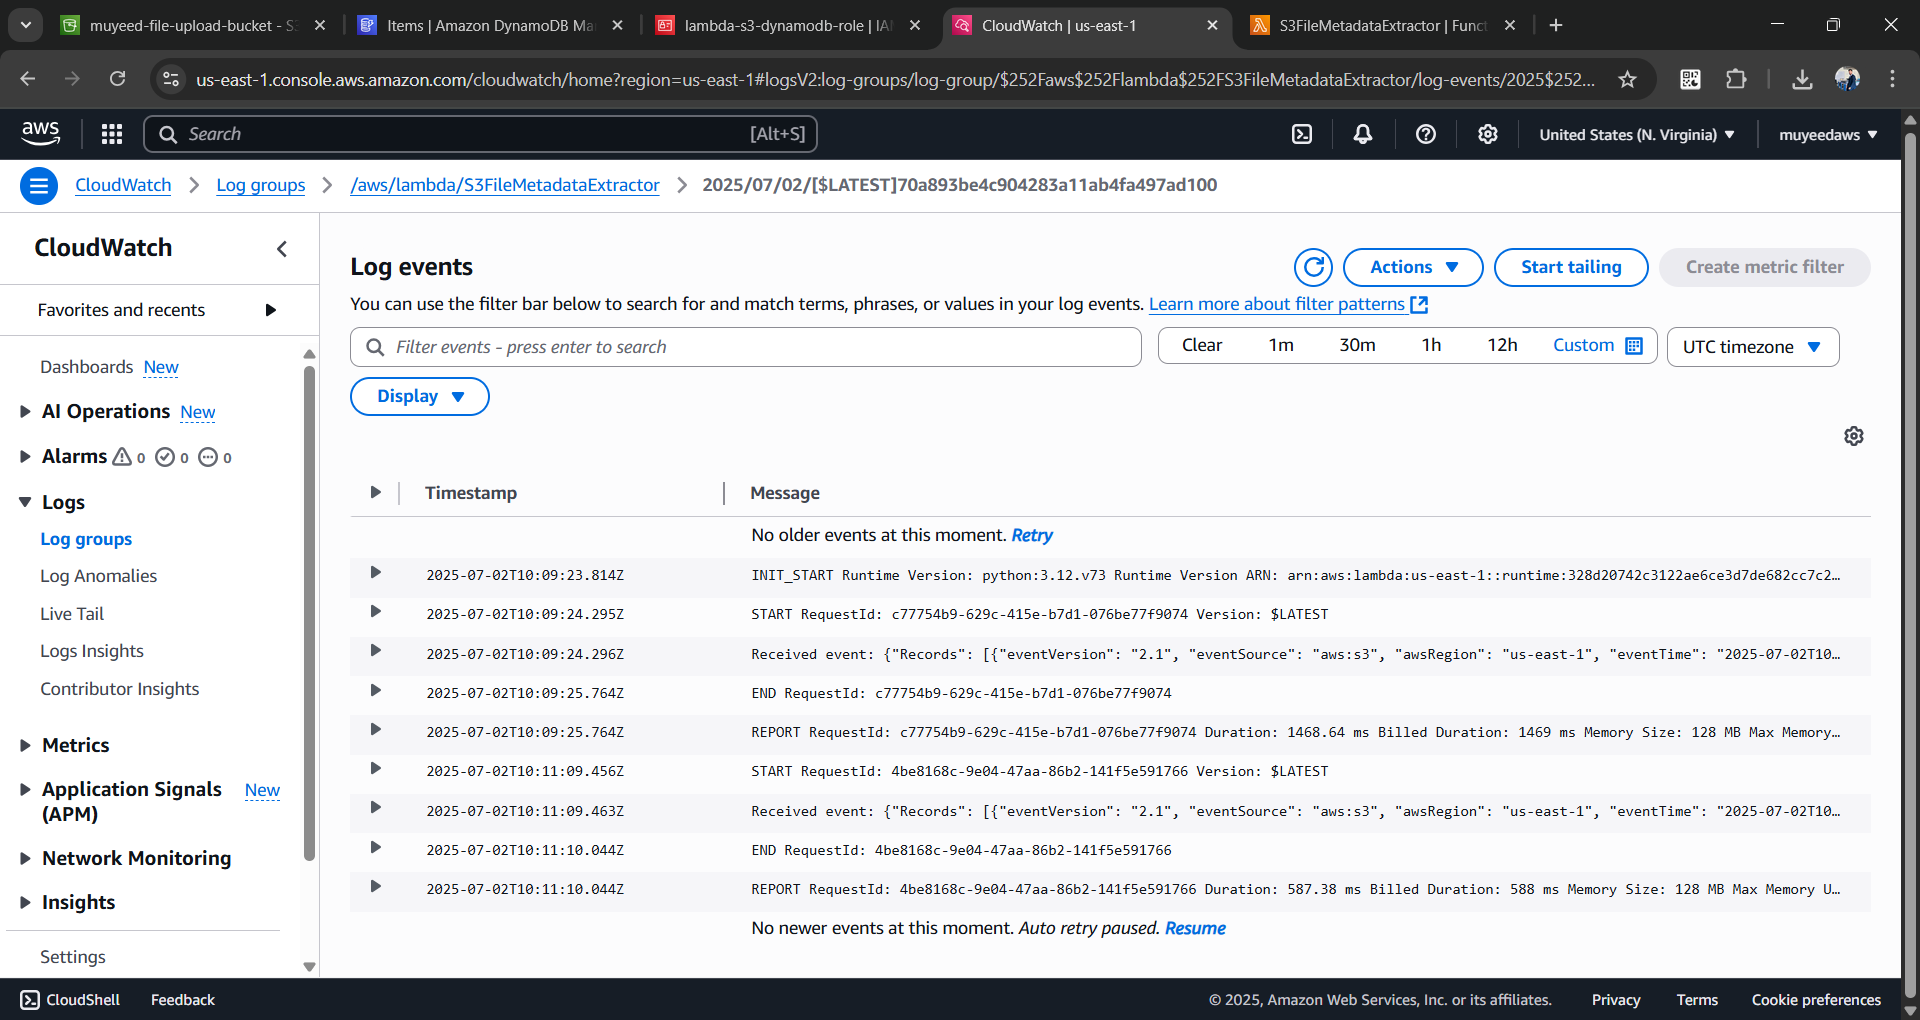 muyeed-file-upload-bucket - S3
Items | Amazon DynamoDB Ma
lambda-s3-dynamodb-role | IA
CloudWatch | us-east-1
S3FileMetadataExtractor | Funct
us-east-1.console.aws.amazon.com/cloudwatch/home?region=us-east-1#logsV2:log-groups/log-group/$252Faws$252Flambda$252FS3FileMetadataExtractor/log-events/2025$252...
aws
Search
[Alt+S]
United States (N. Virginia)
muyeedaws
CloudWatch
Log groups
/aws/lambda/S3FileMetadataExtractor
2025/07/02/[$LATEST]70a893be4c904283a11ab4fa497ad100
CloudWatch
Favorites and recents
Dashboards New
AI Operations New
Alarms 0 0 0
Logs
Log groups
Log Anomalies
Live Tail
Logs Insights
Contributor Insights
Metrics
Application Signals New
(APM)
Network Monitoring
Insights
Settings
Log events
Actions
Start tailing
Create metric filter
You can use the filter bar below to search for and match terms, phrases, or values in your log events. Learn more about filter patterns
Filter events - press enter to search
Clear 1m 30m 1h 12h Custom
UTC timezone
Display
Timestamp Message
No older events at this moment. Retry
2025-07-02T10:09:23.814Z INIT_START Runtime Version: python:3.12.v73 Runtime Version ARN: arn:aws:lambda:us-east-1::runtime:328d20742c3122ae6ce3d7de682cc7c2…
2025-07-02T10:09:24.295Z START RequestId: c77754b9-629c-415e-b7d1-076be77f9074 Version: $LATEST
2025-07-02T10:09:24.296Z Received event: {"Records": [{"eventVersion": "2.1", "eventSource": "aws:s3", "awsRegion": "us-east-1", "eventTime": "2025-07-02T10…
2025-07-02T10:09:25.764Z END RequestId: c77754b9-629c-415e-b7d1-076be77f9074
2025-07-02T10:09:25.764Z REPORT RequestId: c77754b9-629c-415e-b7d1-076be77f9074 Duration: 1468.64 ms Billed Duration: 1469 ms Memory Size: 128 MB Max Memory…
2025-07-02T10:11:09.456Z START RequestId: 4be8168c-9e04-47aa-86b2-141f5e591766 Version: $LATEST
2025-07-02T10:11:09.463Z Received event: {"Records": [{"eventVersion": "2.1", "eventSource": "aws:s3", "awsRegion": "us-east-1", "eventTime": "2025-07-02T10…
2025-07-02T10:11:10.044Z END RequestId: 4be8168c-9e04-47aa-86b2-141f5e591766
2025-07-02T10:11:10.044Z REPORT RequestId: 4be8168c-9e04-47aa-86b2-141f5e591766 Duration: 587.38 ms Billed Duration: 588 ms Memory Size: 128 MB Max Memory U…
No newer events at this moment. Auto retry paused. Resume
CloudShell
Feedback
© 2025, Amazon Web Services, Inc. or its affiliates.
Privacy
Terms
Cookie preferences